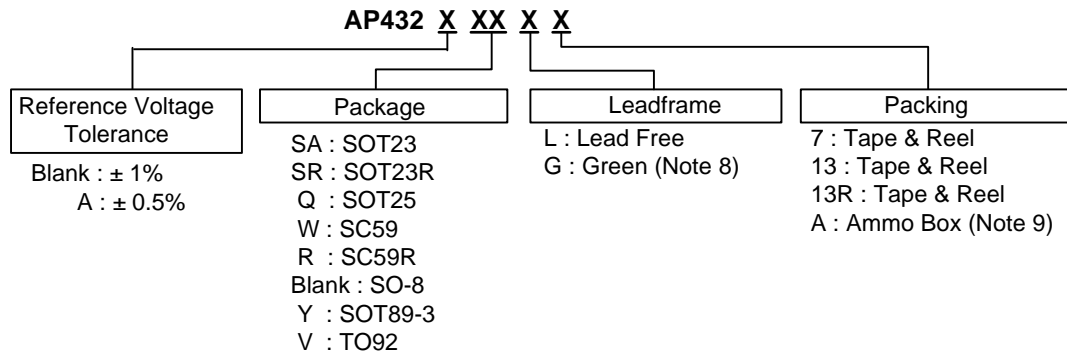 AP432 X XX X X
Reference Voltage
Tolerance
Blank : ± 1%
A : ± 0.5%
Package
SA : SOT23
SR : SOT23R
Q : SOT25
W : SC59
R : SC59R
Blank : SO-8
Y : SOT89-3
V : TO92
Leadframe
L : Lead Free
G : Green (Note 8)
Packing
7 : Tape & Reel
13 : Tape & Reel
13R : Tape & Reel
A : Ammo Box (Note 9)